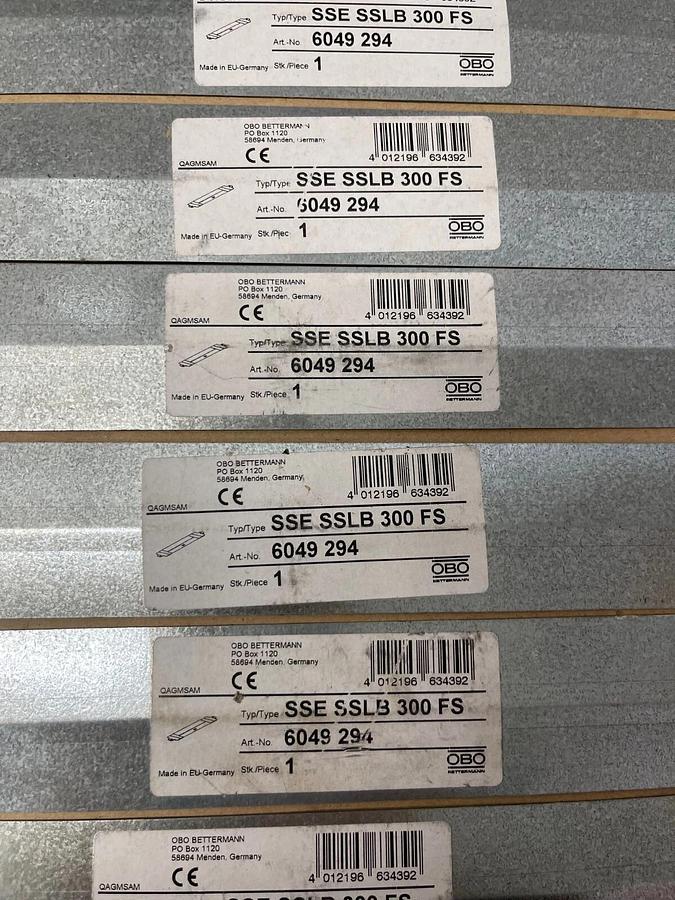 Typ/Type SSE SSLB 300 FS
Art.-No. 6049 294
Made in EU-Germany Stk./Piece 1
OBO
BETTERMANN
OBO BETTERMANN
PO Box 1120
58694 Menden, Germany
CE
4 012196 634392
QAGMSAM
Typ/Type SSE SSLB 300 FS
Art.-No. 6049 294
Made in EU-Germany Stk./Piec 1
OBO
BETTERMANN
OBO BETTERMANN
PO Box 1120
58694 Menden, Germany
CE
4 012196 634392
QAGMSAM
Typ/Type SSE SSLB 300 FS
Art.-No. 6049 294
Made in EU-Germany Stk./Piece 1
OBO
BETTERMANN
OBO BETTERMANN
PO Box 1120
58694 Menden, Germany
CE
4 012196 634392
QAGMSAM
Typ/Type SSE SSLB 300 FS
Art.-No. 6049 294
Made in EU-Germany Stk./Piece 1
OBO
BETTERMANN
OBO BETTERMANN
PO Box 1120
58694 Menden, Germany
CE
4 012196 634392
QAGMSAM
Typ/Type SSE SSLB 300 FS
Art.-No. 6049 294
Made in EU-Germany Stk./Piece 1
OBO
BETTERMANN
OBO BETTERMANN
PO Box 1120
58694 Menden, Germany
CE
4 012196 634392
QAGMSAM
SSE SSLB 300 FS